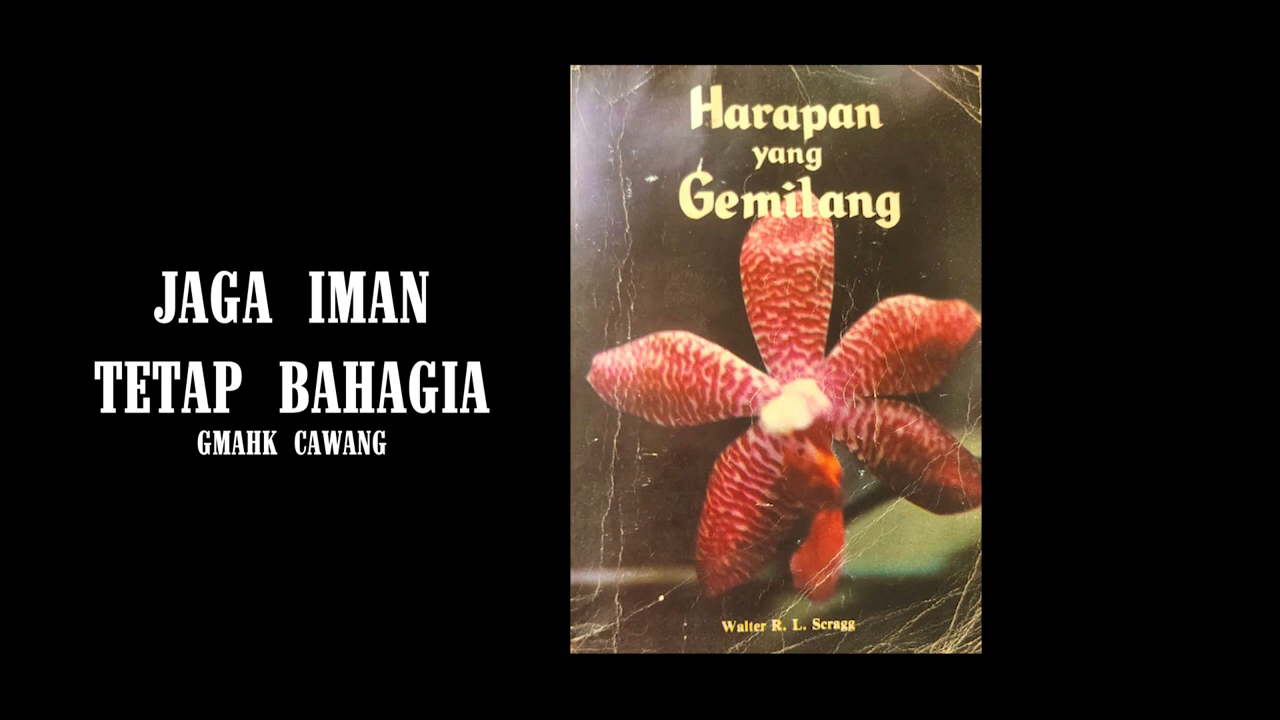 JAGA IMAN
TETAP BAHAGIA
GMAHK CAWANG
Harapan
yang
Gemilang
Walter R. L. Scragg